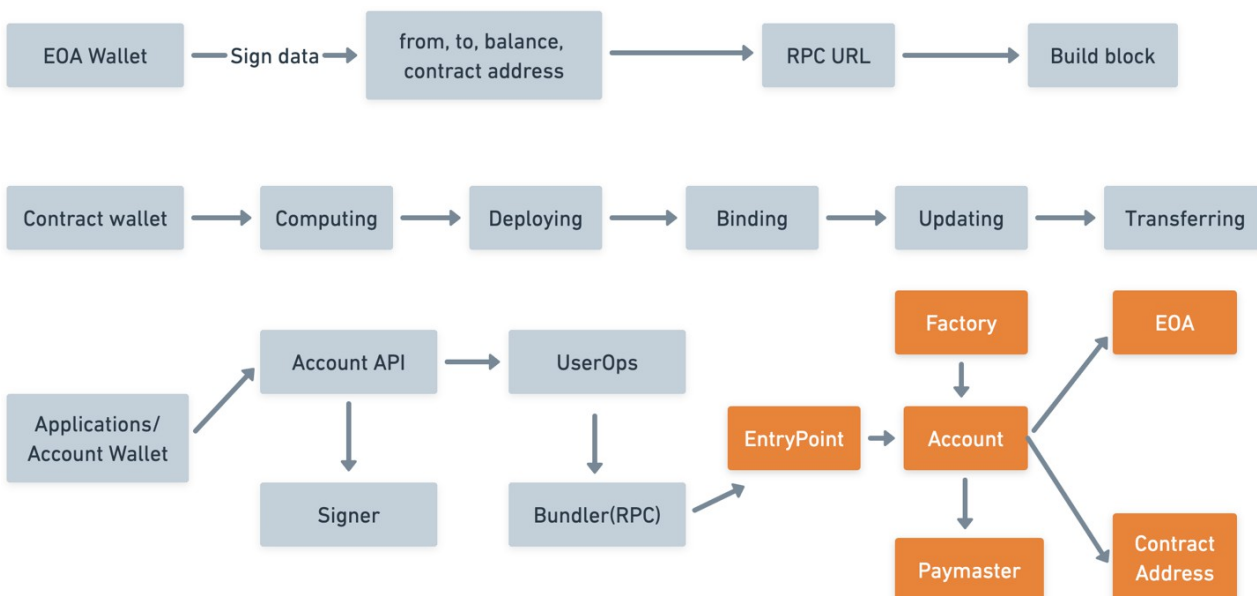 EOA Wallet
Sign data
from, to, balance,
contract address
RPC URL
Build block
Contract wallet
Computing
Deploying
Binding
Updating
Transferring
Factory
EOA
Account API
UserOps
Applications/
Account Wallet
EntryPoint
Account
Signer
Bundler(RPC)
Paymaster
Contract
Address